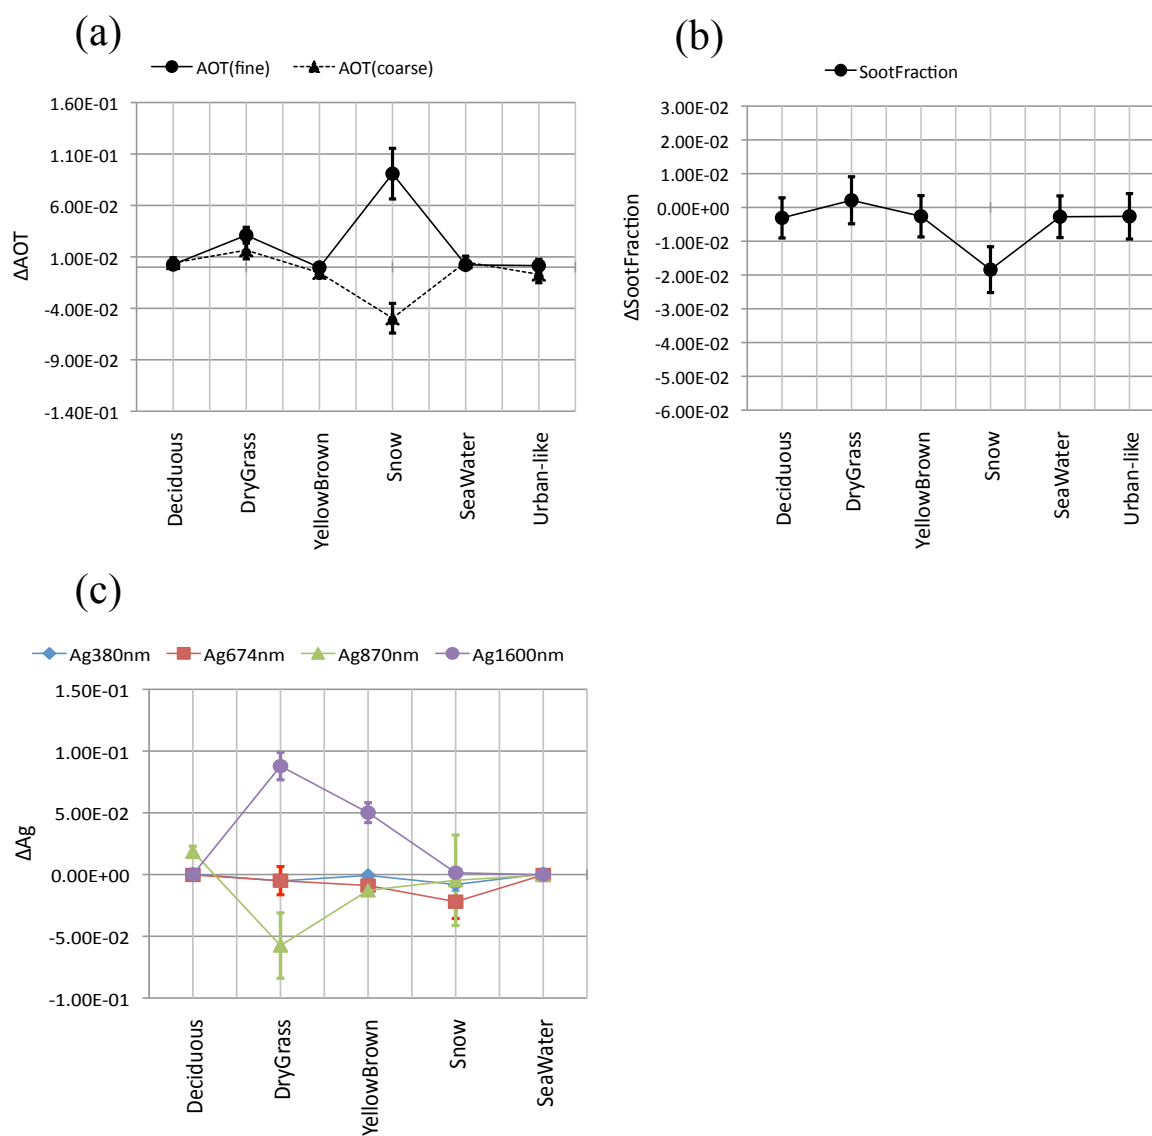 (a)
AOT(fine) AOT(coarse)
1.60E-01
1.10E-01
6.00E-02
1.00E-02
-4.00E-02
-9.00E-02
-1.40E-01
ΔAOT
Deciduous
DryGrass
YellowBrown
Snow
SeaWater
Urban-like
(b)
SootFraction
3.00E-02
2.00E-02
1.00E-02
0.00E+00
-1.00E-02
-2.00E-02
-3.00E-02
-4.00E-02
-5.00E-02
-6.00E-02
ΔSootFraction
Deciduous
DryGrass
YellowBrown
Snow
SeaWater
Urban-like
(c)
Ag380nm Ag674nm Ag870nm Ag1600nm
1.50E-01
1.00E-01
5.00E-02
0.00E+00
-5.00E-02
-1.00E-01
ΔAg
Deciduous
DryGrass
YellowBrown
Snow
SeaWater